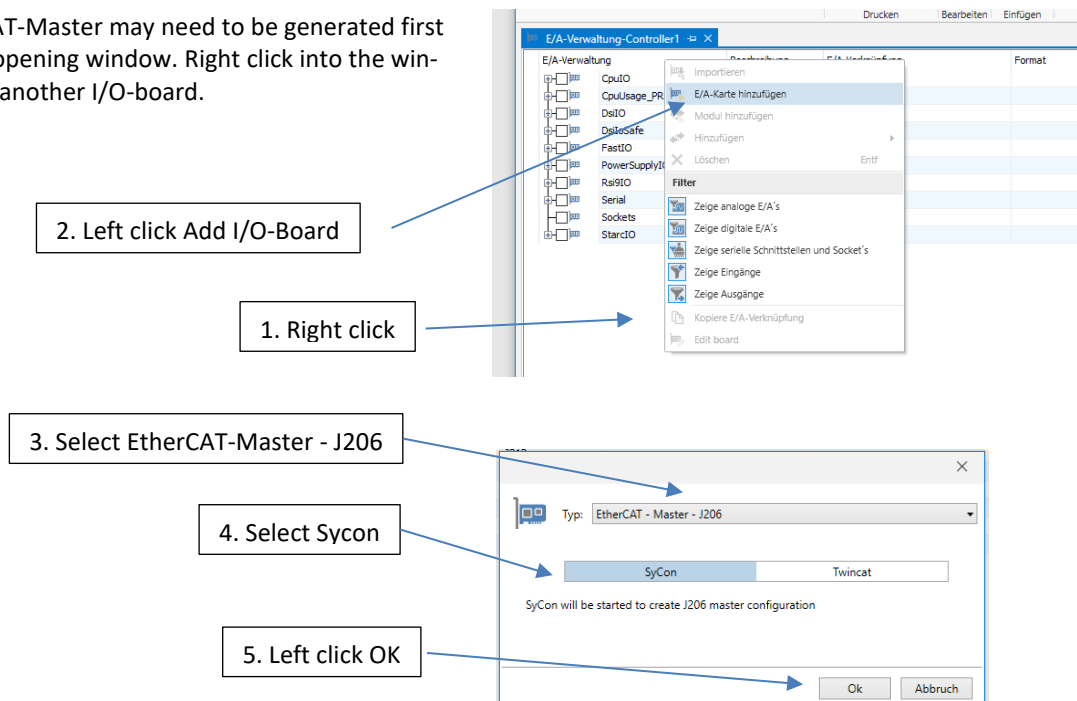 AT-Master may need to be generated first
opening window. Right click into the win-
another I/O-board.
Drucken Bearbeiten Einfügen
E/A-Verwaltung-Controller1
E/A-Verwaltung Format
CpuIO
CpuUsage_PR
DsiIO
DsiIoSafe
FastIO
PowerSupplyIO
Rsi9IO
Serial
Sockets
StarcIO
Importieren
E/A-Karte hinzufügen
Modul hinzufügen
Hinzufügen
Löschen Entf
Filter
Zeige analoge E/A´s
Zeige digitale E/A´s
Zeige serielle Schnittstellen und Socket´s
Zeige Eingänge
Zeige Ausgänge
Kopiere E/A-Verknüpfung
Edit board
2. Left click Add I/O-Board
1. Right click
3. Select EtherCAT-Master - J206
Typ: EtherCAT - Master - J206
4. Select Sycon
SyCon Twincat
SyCon will be started to create J206 master configuration
5. Left click OK
Ok Abbruch